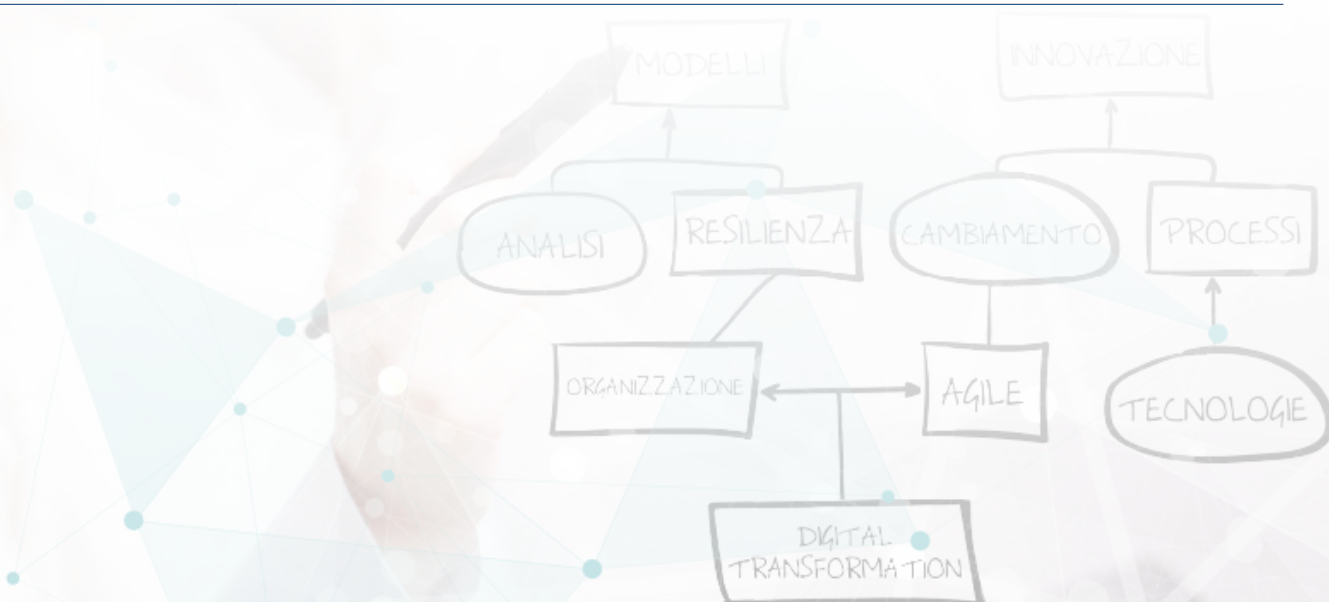 MODELLI
INNOVAZIONE
ANALISI
RESILIENZA
CAMBIAMENTO
PROCESSI
ORGANIZZAZIONE
AGILE
TECNOLOGIE
DIGITAL
TRANSFORMATION